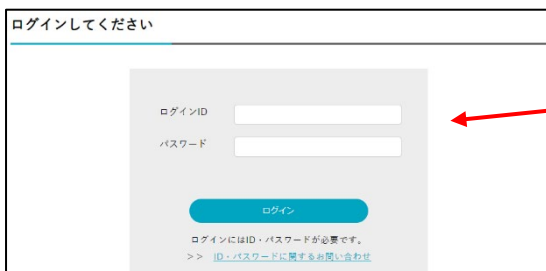 ログインしてください
ログインID
パスワード
ログイン
ログインにはID・パスワードが必要です。
>> ID・パスワードに関するお問い合わせ